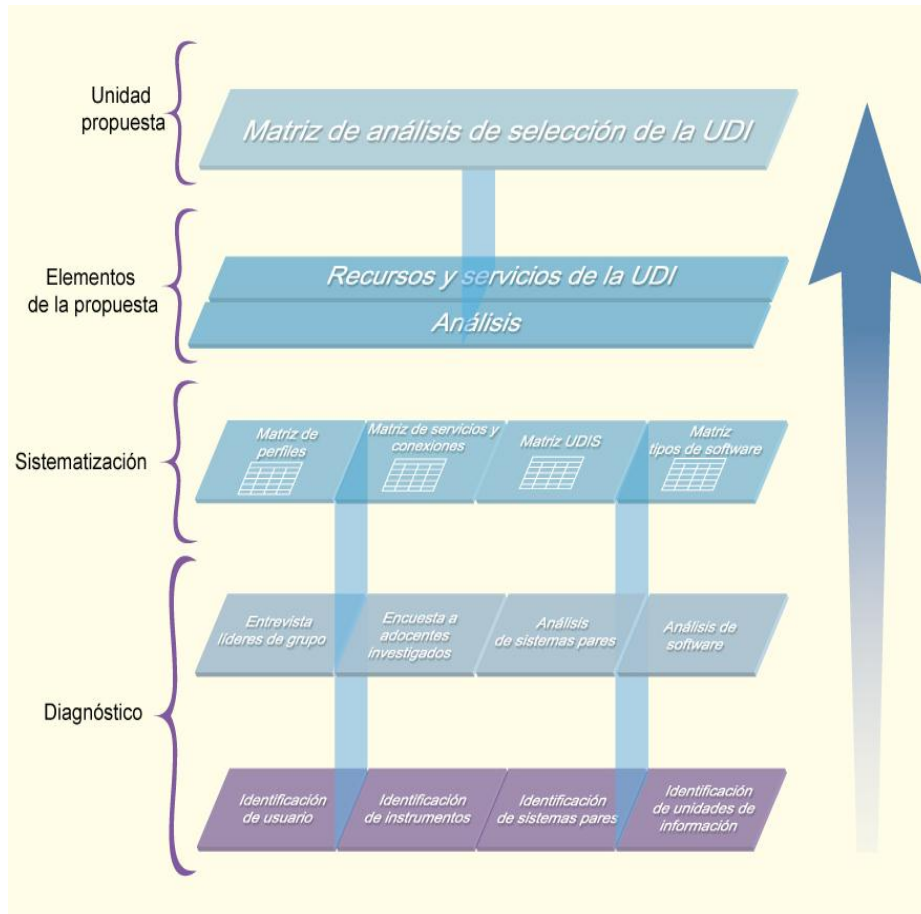 Unidad
propuesta
Matriz de análisis de selección de la UDI
Elementos
de la propuesta
Recursos y servicios de la UDI
Análisis
Sistematización
Matriz de
perfiles
Matriz de servicios y
conexiones
Matriz UDIS
Matriz
tipos de software
Diagnóstico
Entrevista
líderes de grupo
Encuesta a
adocentes
investigados
Análisis
de sistemas pares
Análisis de
software
Identificación
de usuario
Identificación
de instrumentos
Identificación
de sistemas pares
Identificación
de unidades de
información